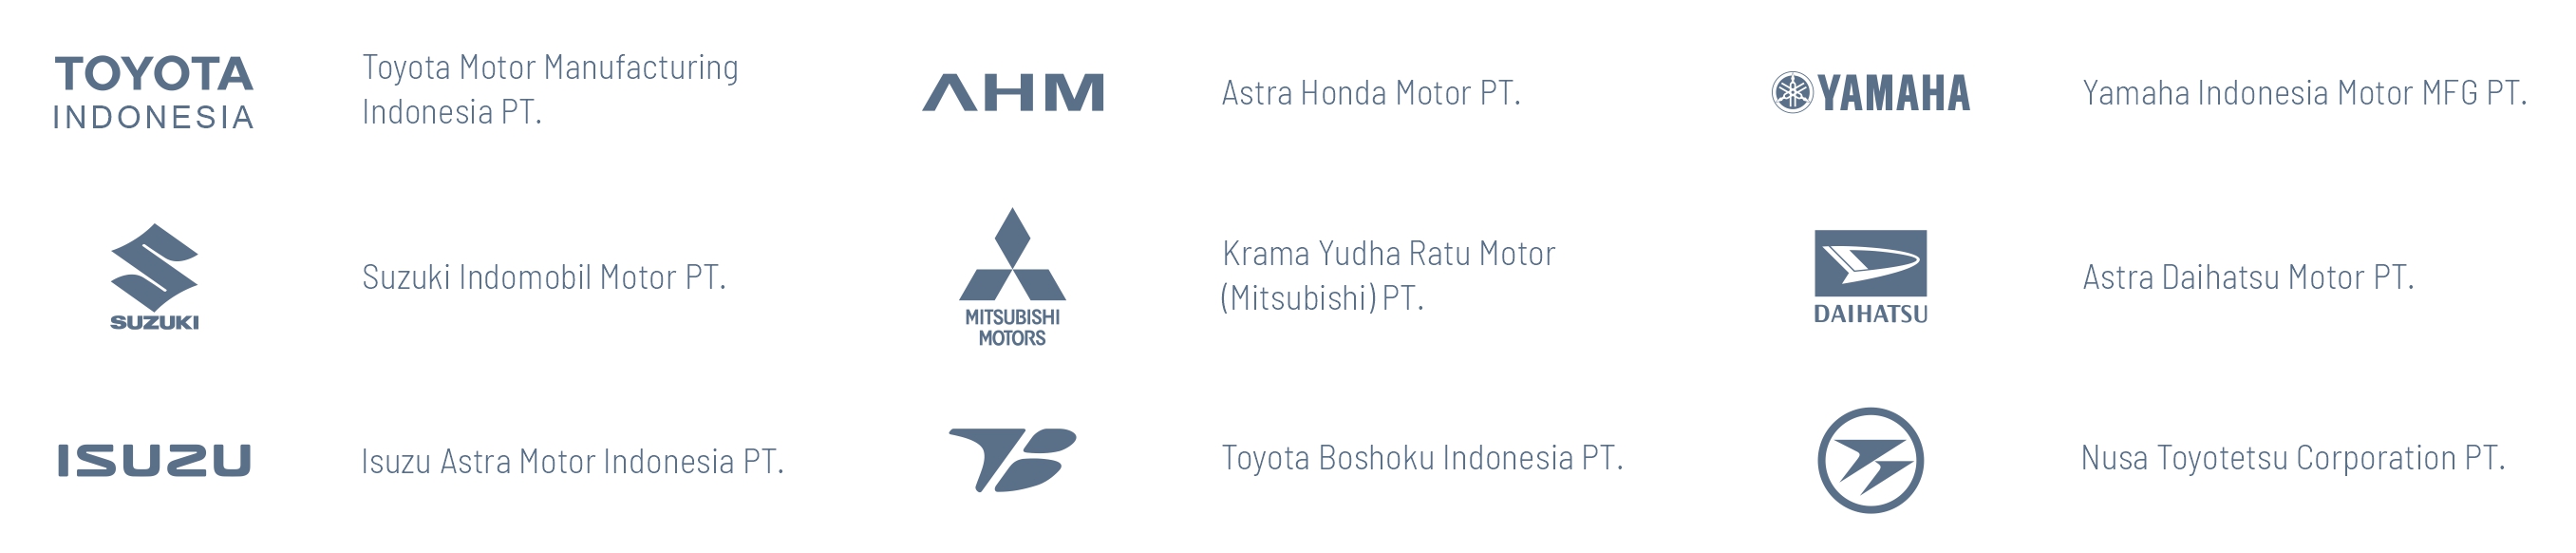 TOYOTA
INDONESIA
Toyota Motor Manufacturing
Indonesia PT.
AHM
Astra Honda Motor PT.
YAMAHA
Yamaha Indonesia Motor MFG PT.
SUZUKI
Suzuki Indomobil Motor PT.
MITSUBISHI
MOTORS
Krama Yudha Ratu Motor
(Mitsubishi) PT.
DAIHATSU
Astra Daihatsu Motor PT.
ISUZU
Isuzu Astra Motor Indonesia PT.
TB
Toyota Boshoku Indonesia PT.
Nusa Toyotetsu Corporation PT.